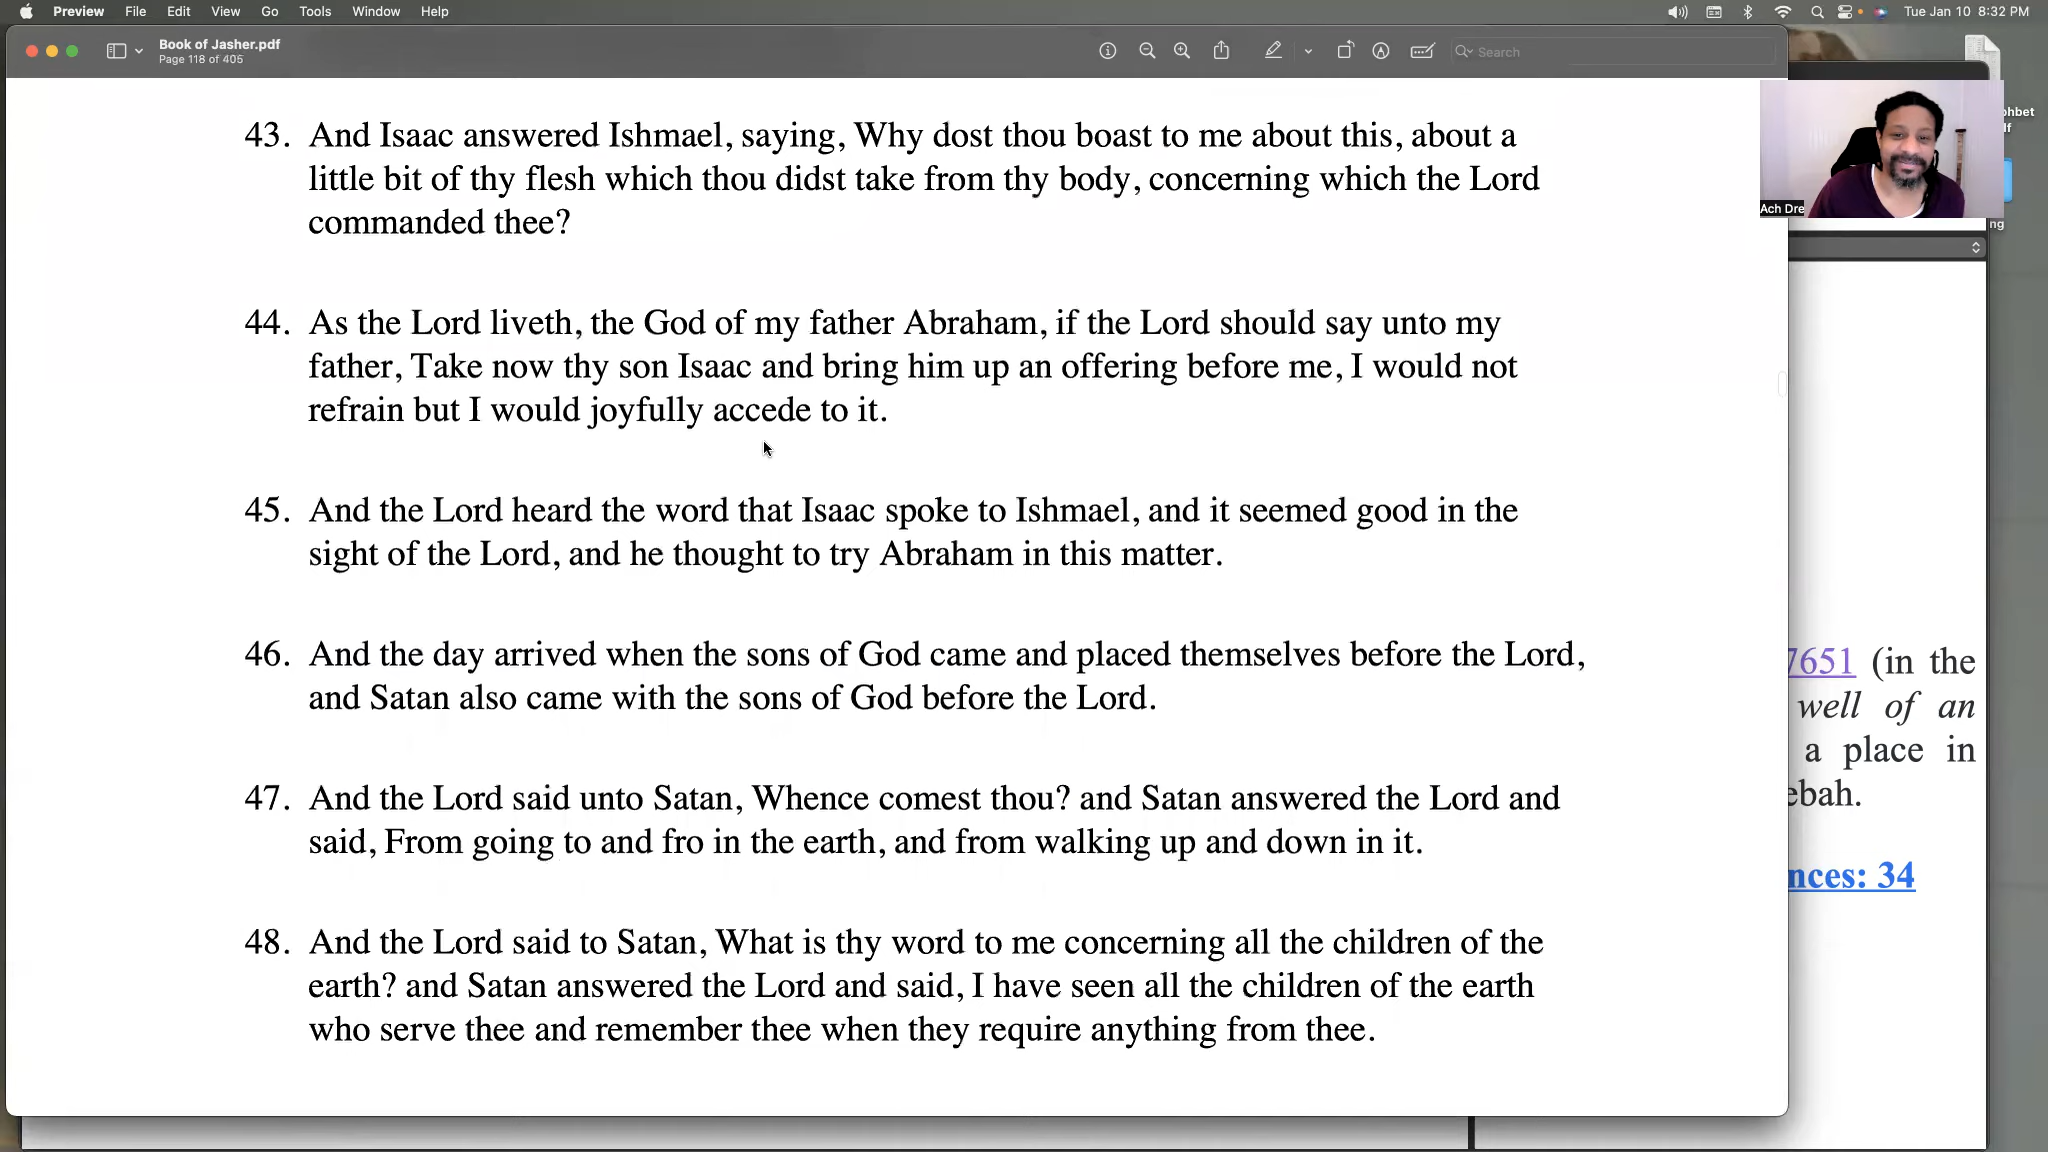 Preview File Edit View Go Tools Window Help
Tue Jan 10 8:32 PM
Book of Jasher.pdf
Page 118 of 405
Search
43. And Isaac answered Ishmael, saying, Why dost thou boast to me about this, about a
little bit of thy flesh which thou didst take from thy body, concerning which the Lord
commanded thee?
44. As the Lord liveth, the God of my father Abraham, if the Lord should say unto my
father, Take now thy son Isaac and bring him up an offering before me, I would not
refrain but I would joyfully accede to it.
45. And the Lord heard the word that Isaac spoke to Ishmael, and it seemed good in the
sight of the Lord, and he thought to try Abraham in this matter.
46. And the day arrived when the sons of God came and placed themselves before the Lord,
and Satan also came with the sons of God before the Lord.
47. And the Lord said unto Satan, Whence comest thou? and Satan answered the Lord and
said, From going to and fro in the earth, and from walking up and down in it.
48. And the Lord said to Satan, What is thy word to me concerning all the children of the
earth? and Satan answered the Lord and said, I have seen all the children of the earth
who serve thee and remember thee when they require anything from thee.
Ach Dre
7651 (in the
well of an
a place in
ebah.
nces: 34